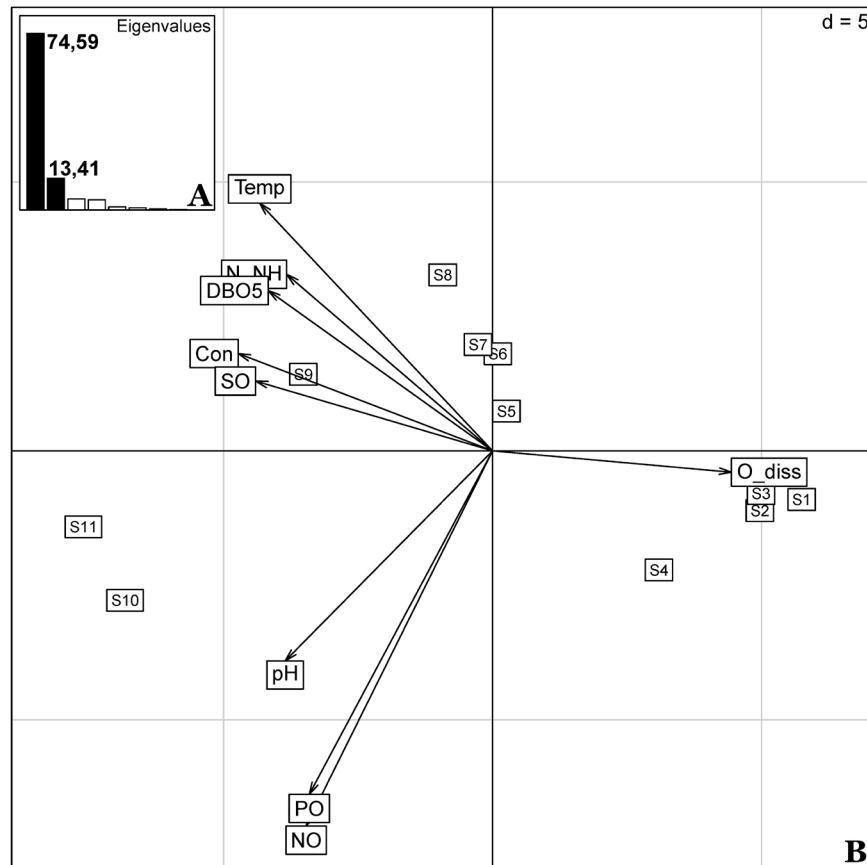 Eigenvalues
d = 5
74,59
13,41
A
Temp
N_NH
DBO5
S8
S7
S6
Con
SO
S9
S5
O_diss
S3
S1
S2
S11
S4
S10
pH
PO
NO
B